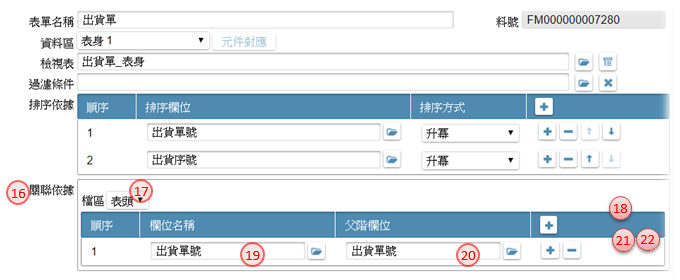 表單名稱 出貨單 料號 FM000000007280
資料區 表身 1 元件對應
檢視表 出貨單_表身
過濾條件
排序依據 順序 排序欄位 排序方式
1 出貨單號 升冪
2 出貨序號 升冪
16 關聯依據 檔區 表頭 17
順序 欄位名稱 父階欄位 18
1 出貨單號 19 出貨單號 20 21 22